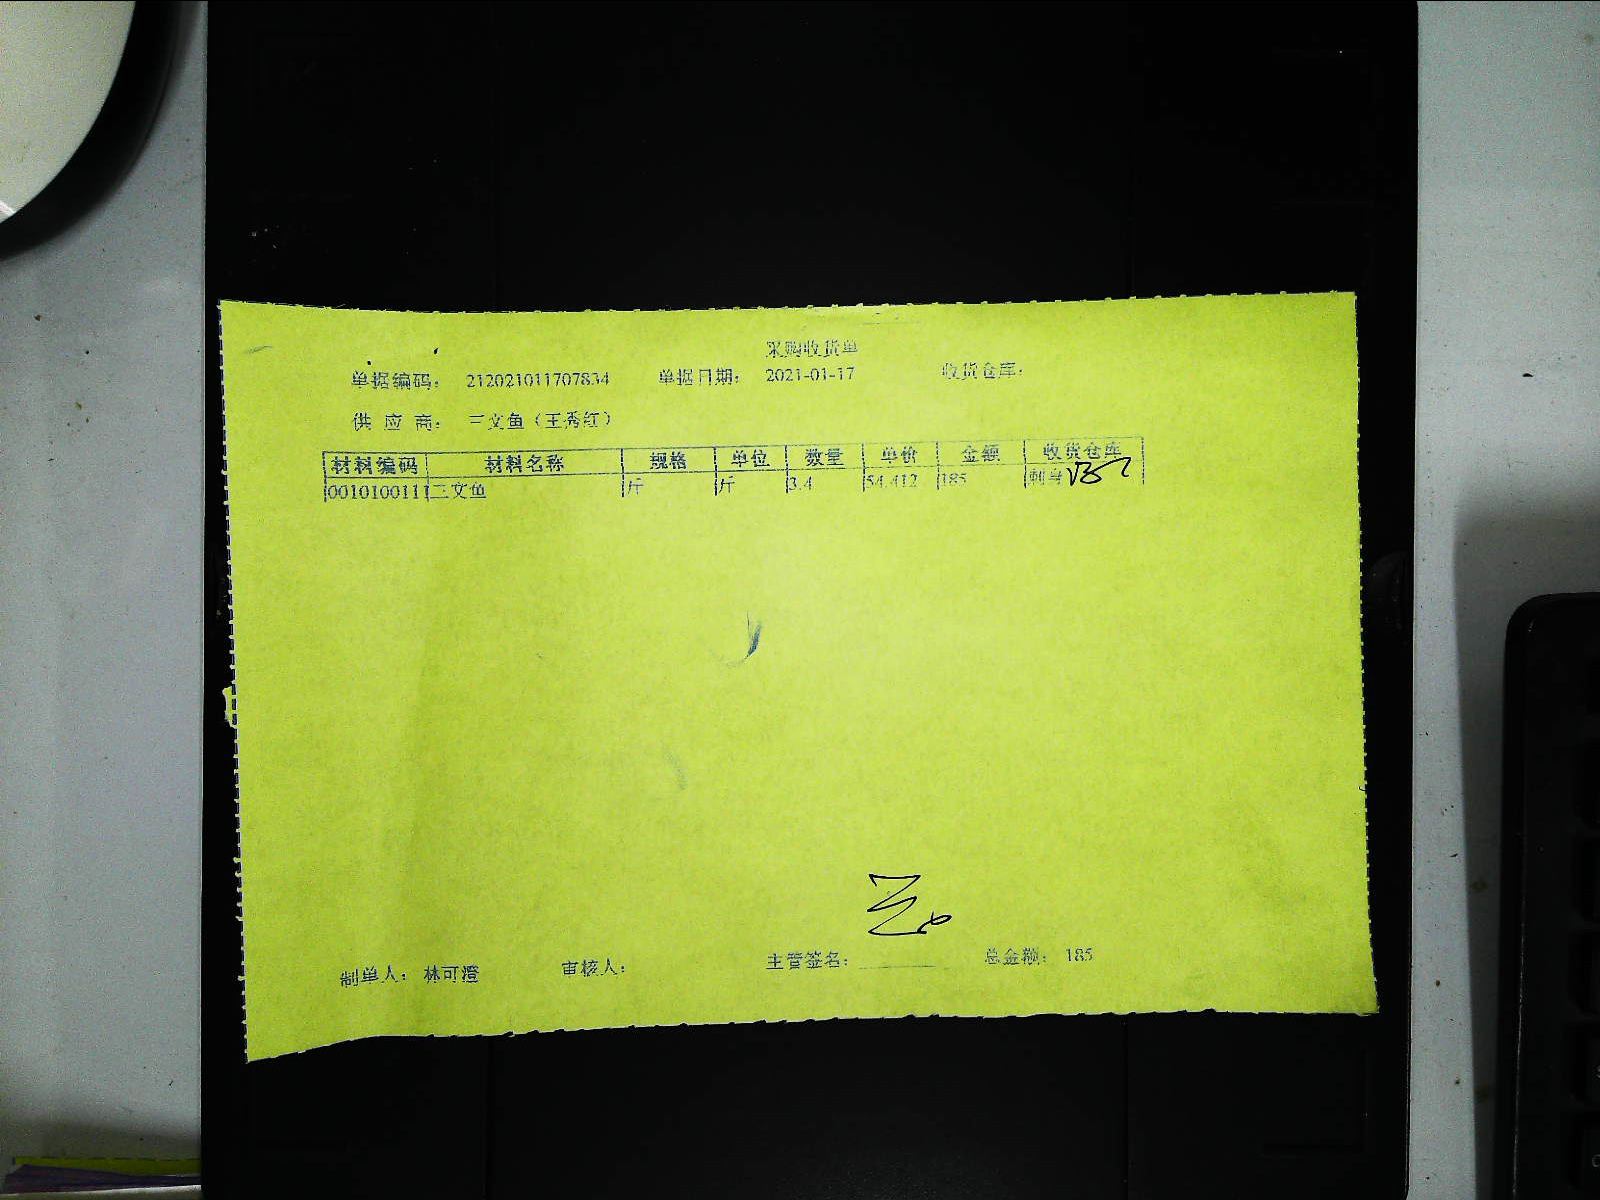 采购收货单
单据编码： 212021011707834 单据日期： 2021-01-17 收货仓库：
供 应 商： 三文鱼（王秀红）
材料编码 材料名称 规格 单位 数量 单价 金额 收货仓库
0010100111 三文鱼 斤 斤 3.4 54.412 185 刺身
制单人： 林可澄 审核人： 主管签名： 总金额： 185